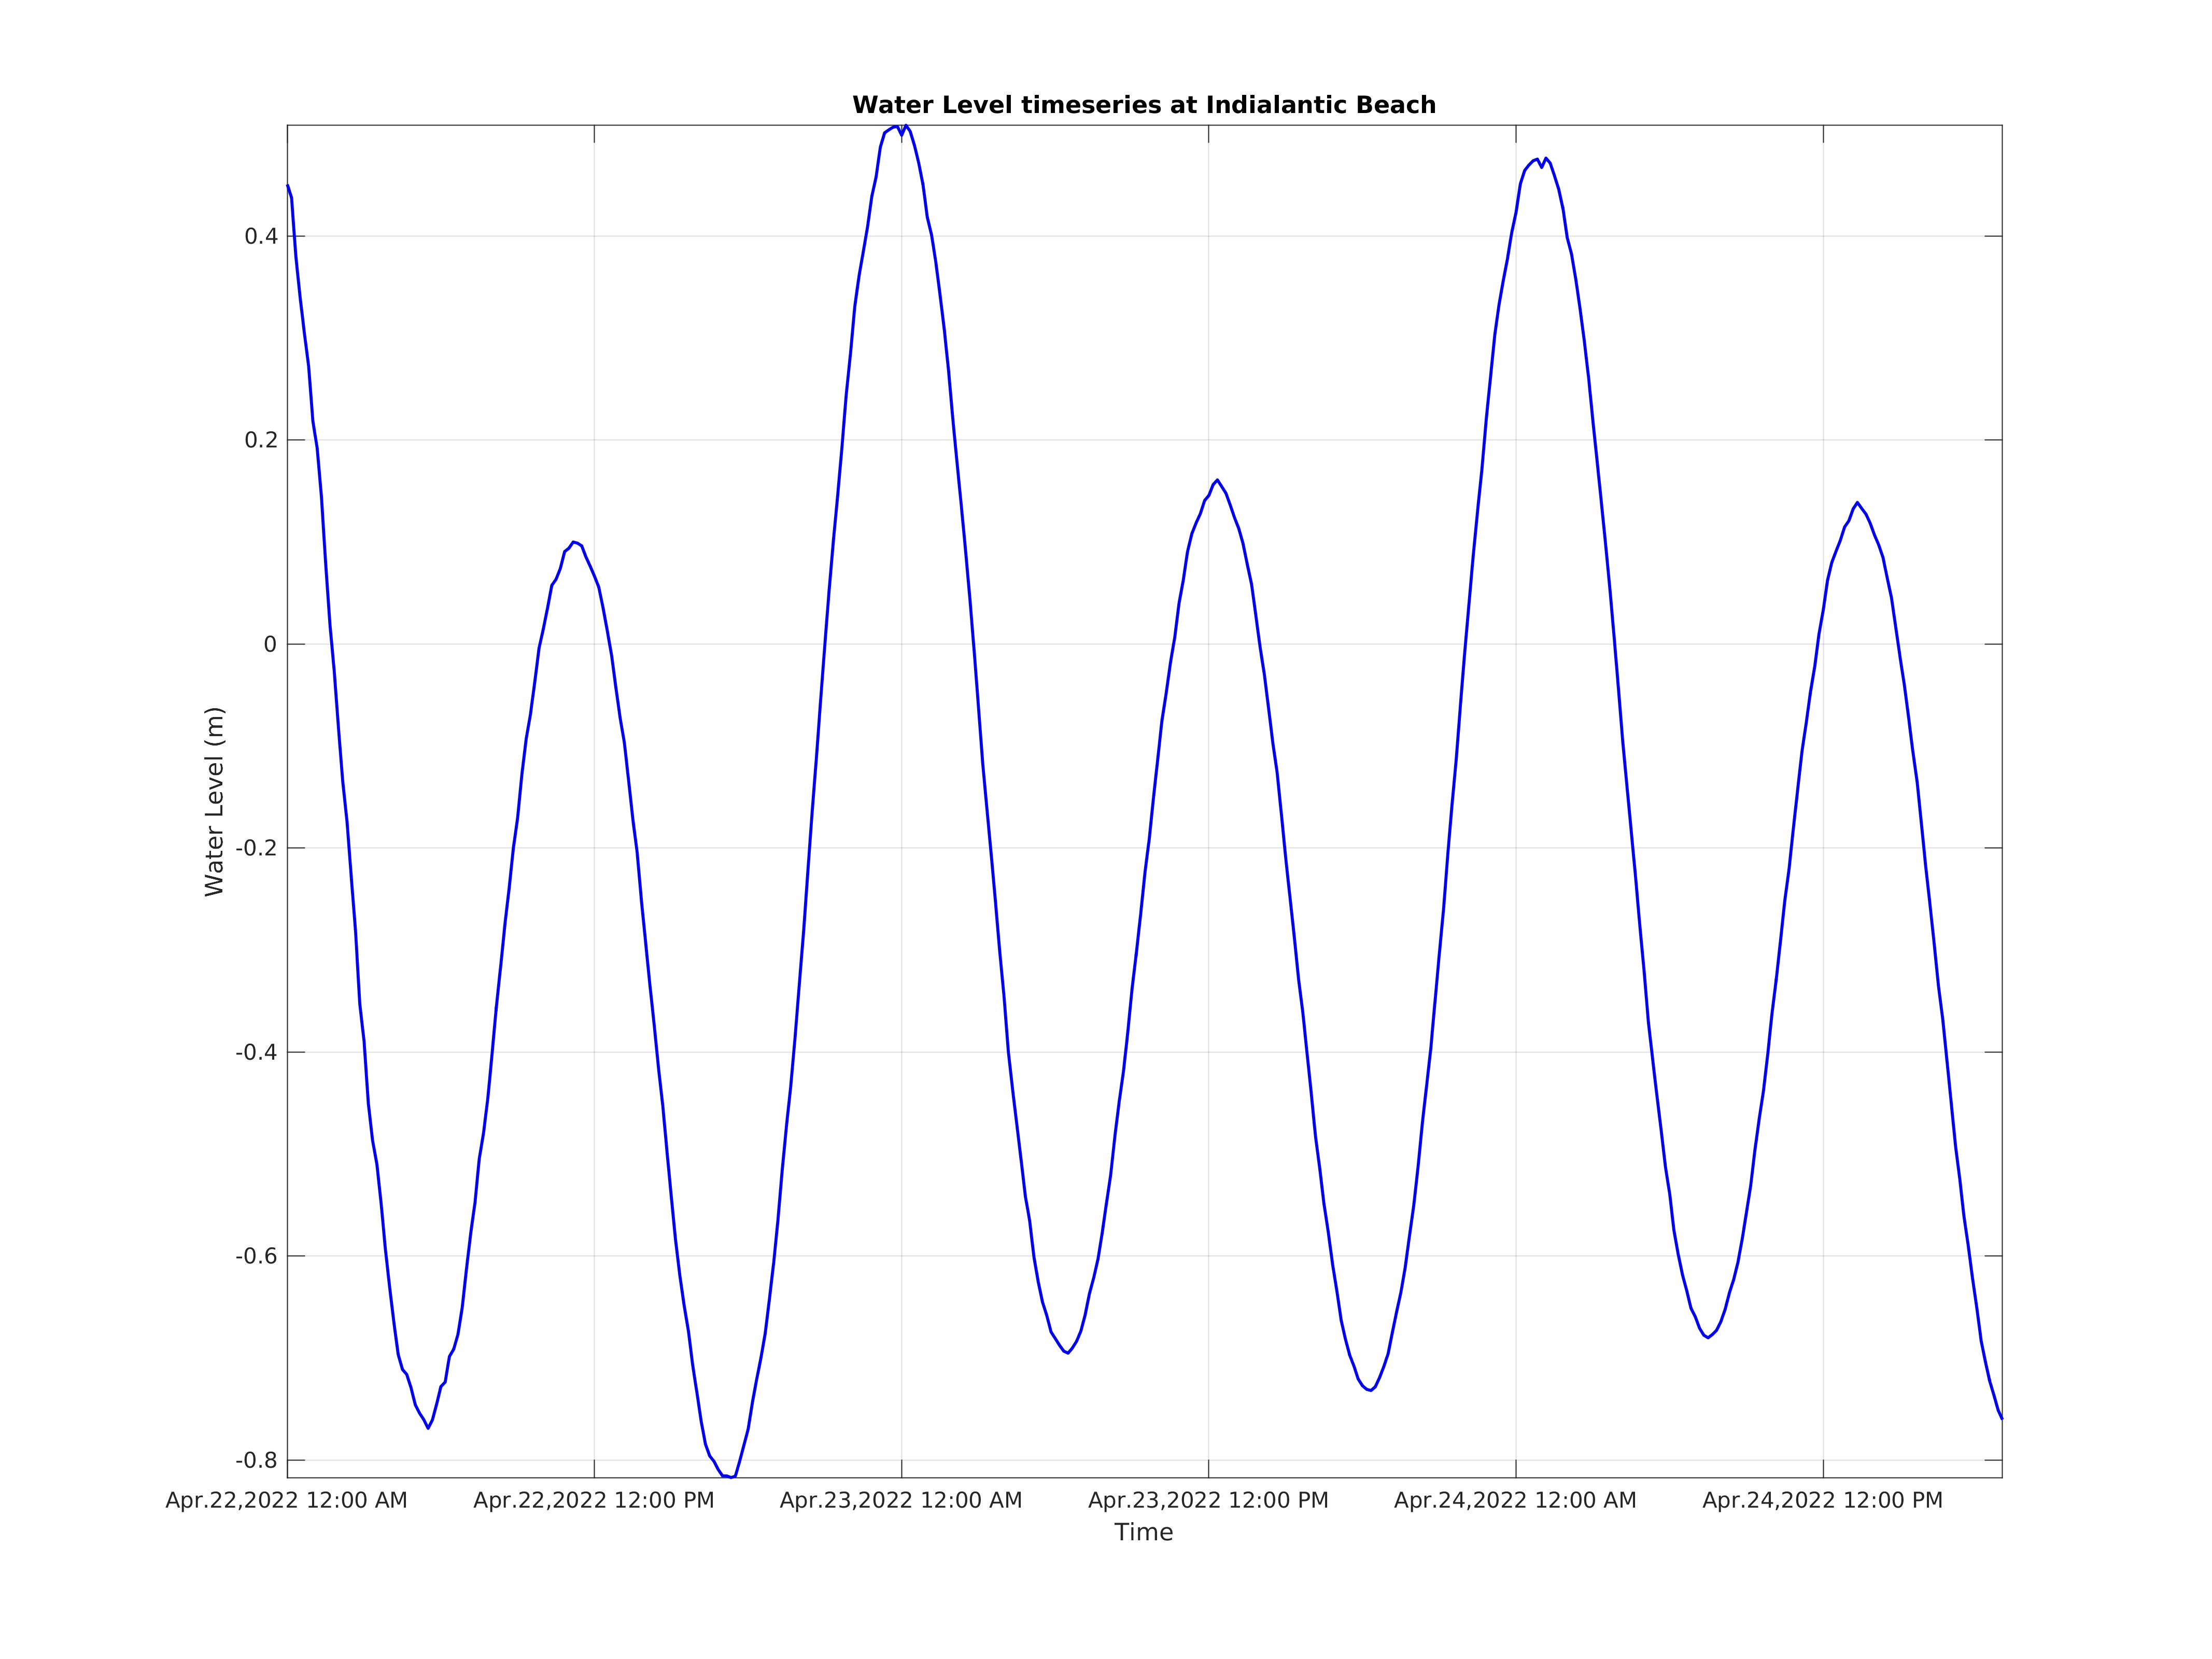 Water Level timeseries at Indialantic Beach
Water Level (m)
0.4
0.2
0
-0.2
-0.4
-0.6
-0.8
Apr.22,2022 12:00 AM
Apr.22,2022 12:00 PM
Apr.23,2022 12:00 AM
Apr.23,2022 12:00 PM
Apr.24,2022 12:00 AM
Apr.24,2022 12:00 PM
Time